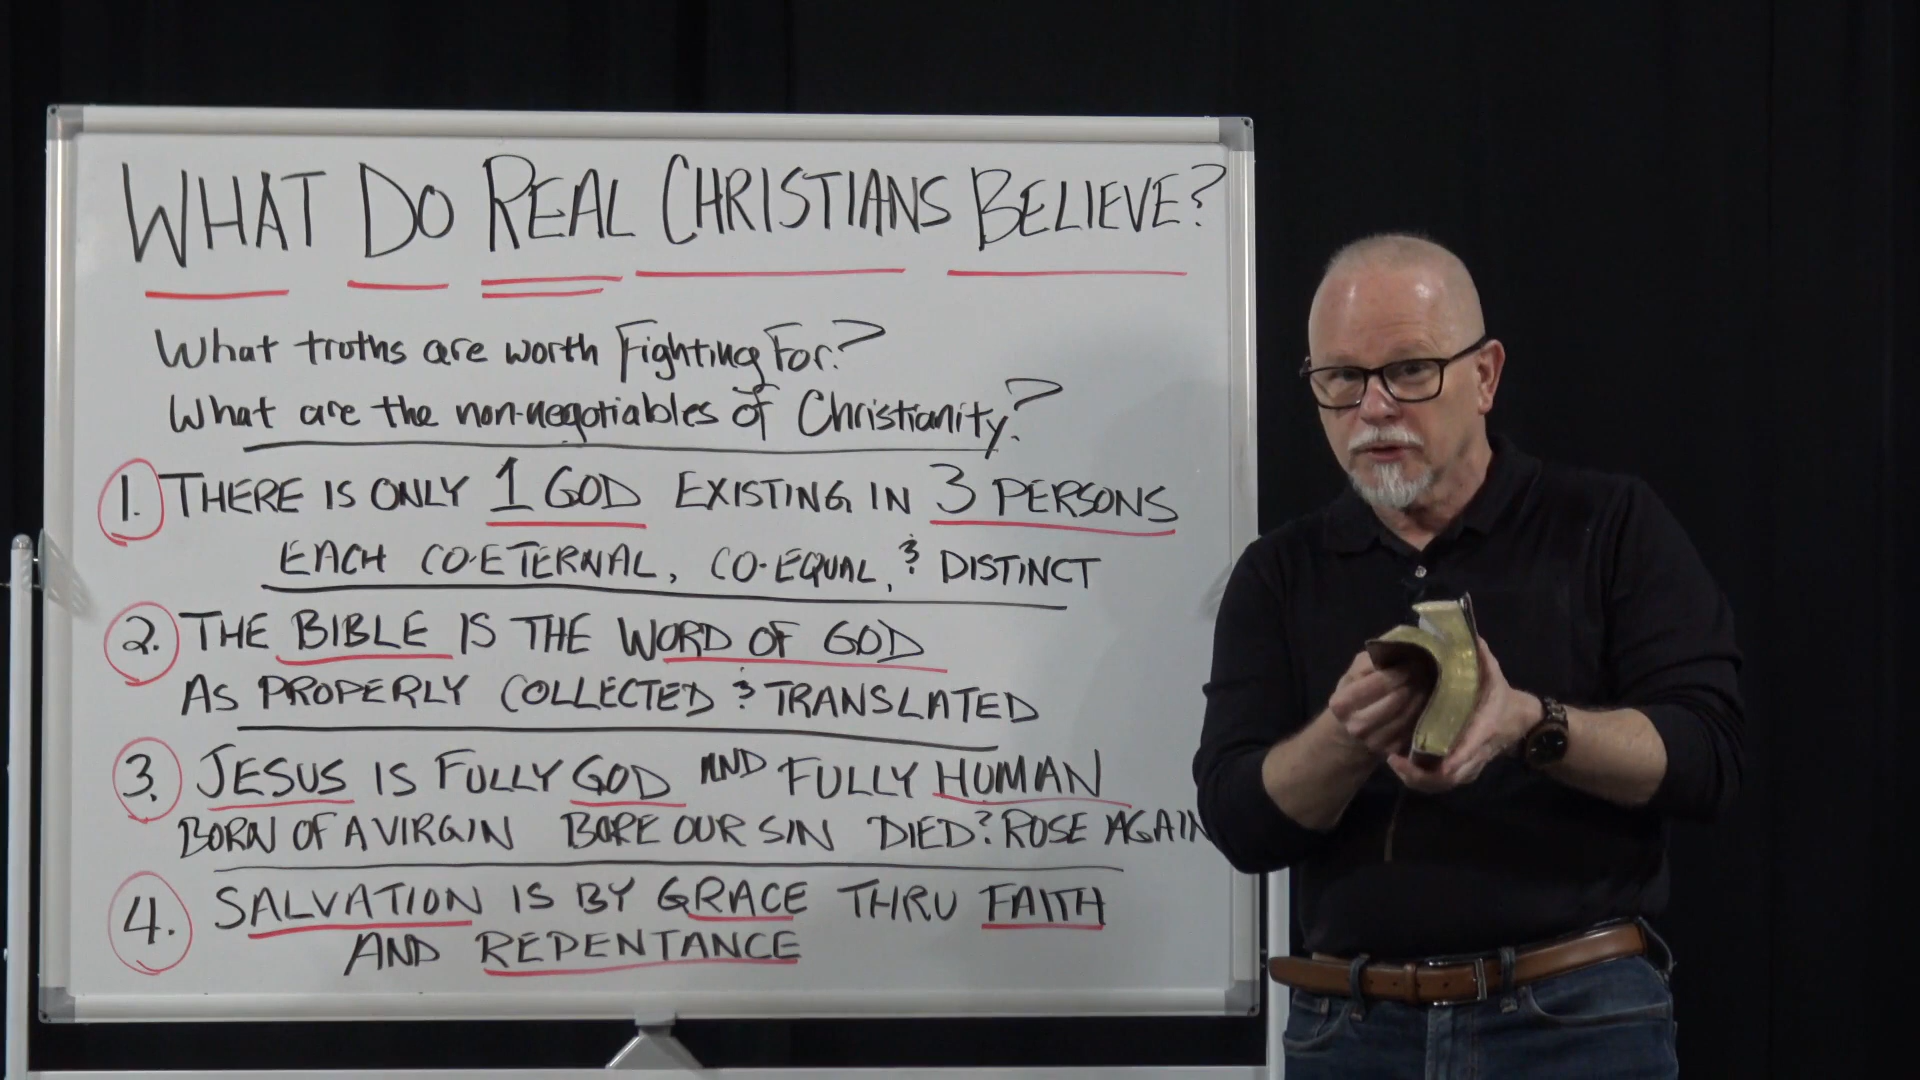 WHAT DO REAL CHRISTIANS BELIEVE?
What truths are worth Fighting For?
What are the non-negotiables of Christianity?
1. THERE IS ONLY 1 GOD EXISTING IN 3 PERSONS
EACH CO-ETERNAL, CO-EQUAL, & DISTINCT
2. THE BIBLE IS THE WORD OF GOD
AS PROPERLY COLLECTED & TRANSLATED
3. JESUS IS FULLY GOD AND FULLY HUMAN
BORN OF A VIRGIN BORE OUR SIN DIED & ROSE AGAIN
4. SALVATION IS BY GRACE THRU FAITH
AND REPENTANCE